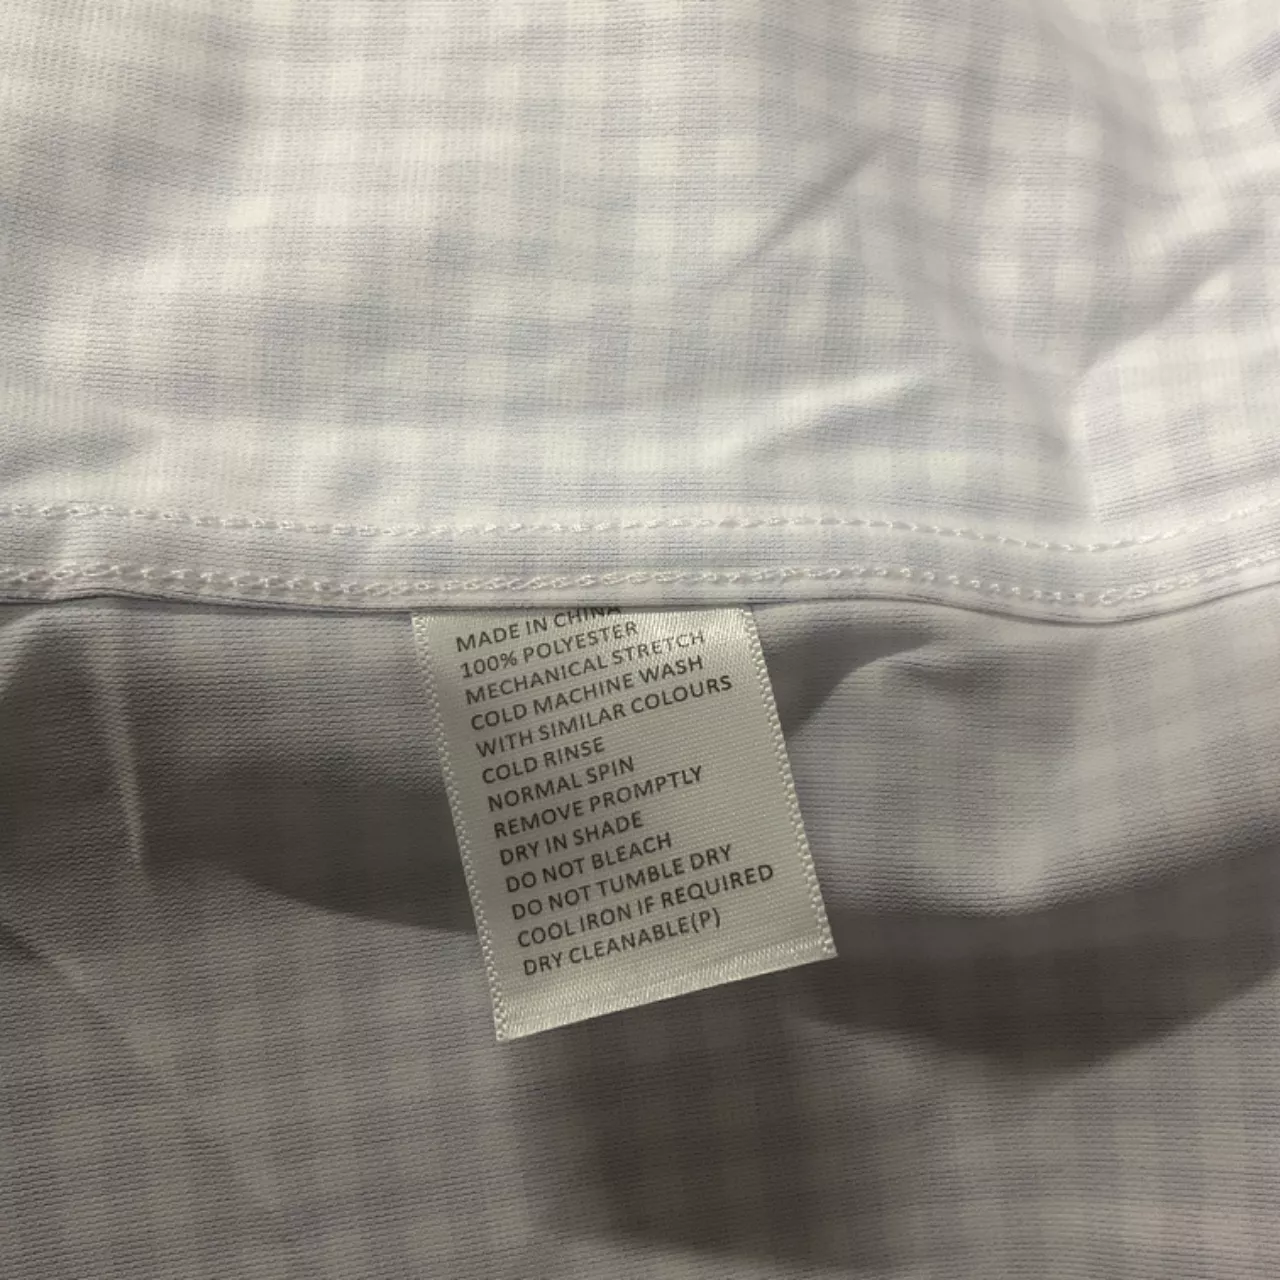 MADE IN CHINA
100% POLYESTER
MECHANICAL STRETCH
COLD MACHINE WASH
WITH SIMILAR COLOURS
COLD RINSE
NORMAL SPIN
REMOVE PROMPTLY
DRY IN SHADE
DO NOT BLEACH
DO NOT TUMBLE DRY
COOL IRON IF REQUIRED
DRY CLEANABLE(P)